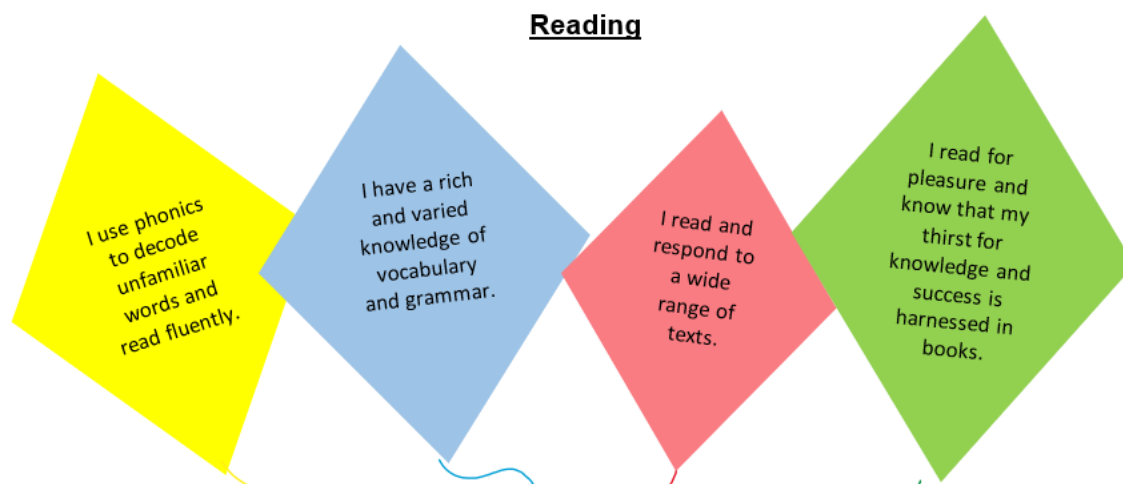 Reading
I use phonics
to decode
unfamiliar
words and
read fluently.
I have a rich
and varied
knowledge of
vocabulary
and grammar.
I read and
respond to
a wide
range of
texts.
I read for
pleasure and
know that my
thirst for
knowledge and
success is
harnessed in
books.